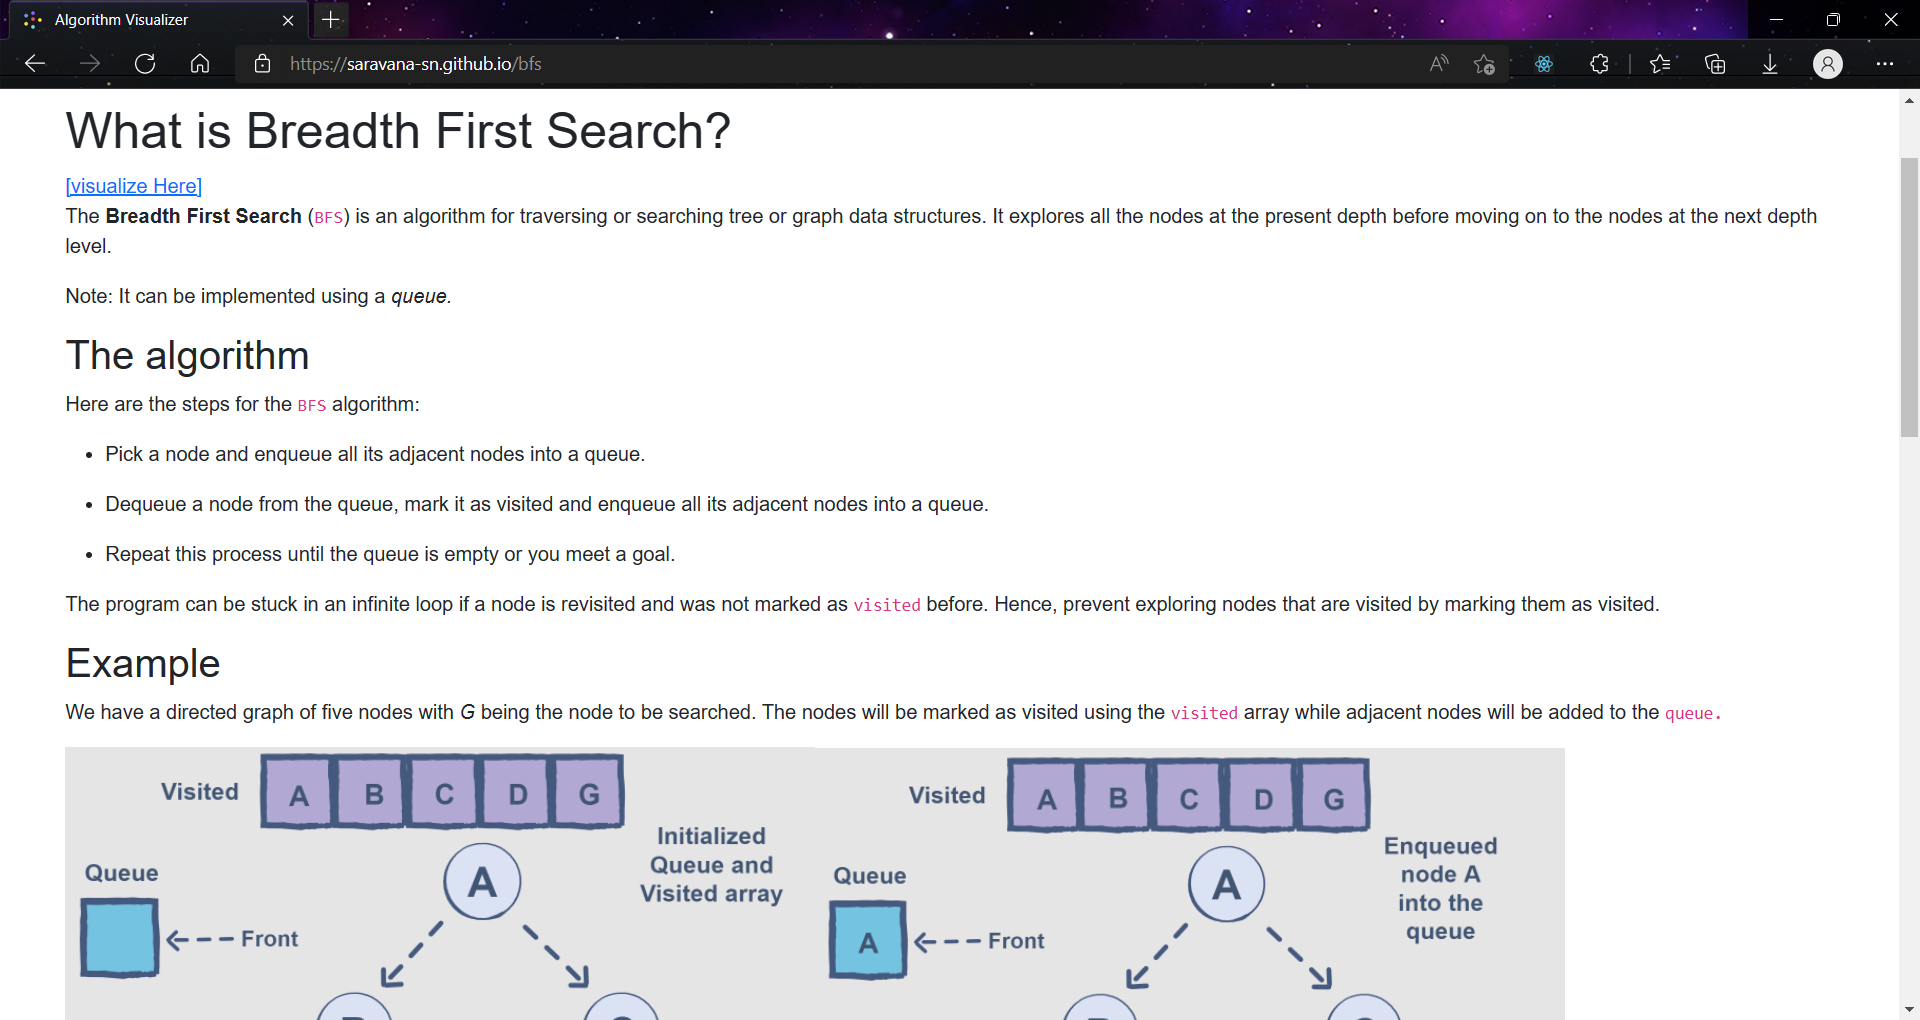 Algorithm Visualizer
https://saravana-sn.github.io/bfs
What is Breadth First Search?
[visualize Here]
The Breadth First Search (BFS) is an algorithm for traversing or searching tree or graph data structures. It explores all the nodes at the present depth before moving on to the nodes at the next depth
level.
Note: It can be implemented using a queue.
The algorithm
Here are the steps for the BFS algorithm:
• Pick a node and enqueue all its adjacent nodes into a queue.
• Dequeue a node from the queue, mark it as visited and enqueue all its adjacent nodes into a queue.
• Repeat this process until the queue is empty or you meet a goal.
The program can be stuck in an infinite loop if a node is revisited and was not marked as visited before. Hence, prevent exploring nodes that are visited by marking them as visited.
Example
We have a directed graph of five nodes with G being the node to be searched. The nodes will be marked as visited using the visited array while adjacent nodes will be added to the queue.
Visited A B C D G
Initialized
Queue and
Visited array
Queue
A
Front
Visited A B C D G
Enqueued
node A
into the
queue
Queue
A
A
Front